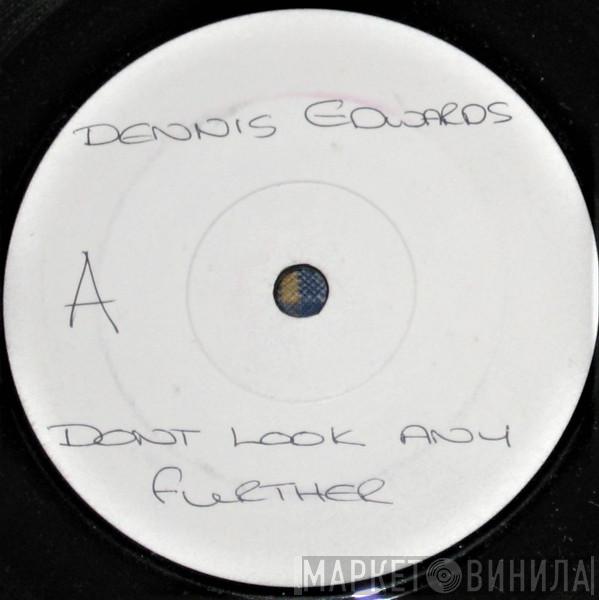 DENNIS EDWARDS
A
DONT LOOK ANY
FURTHER
МАРКЕТ ВИНИЛА